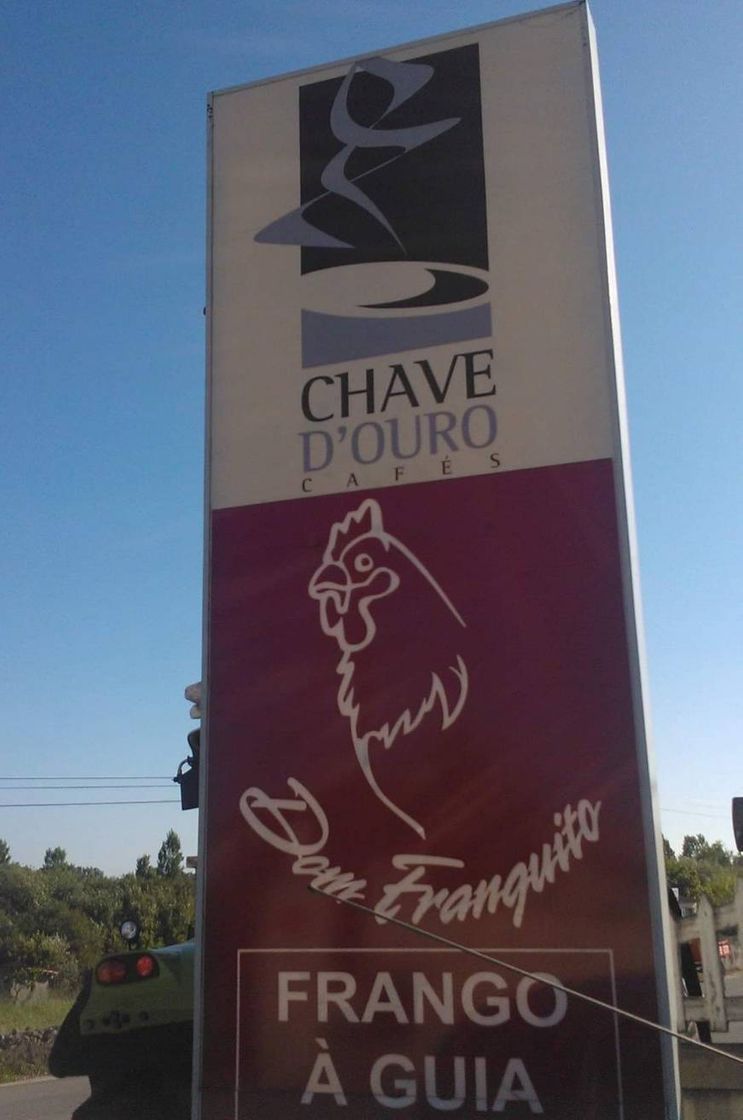 CHAVE
D'OURO
CAFÉS
Dom Franguito
FRANGO
À GUIA